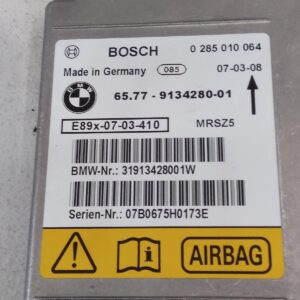 BOSCH 0 285 010 064
Made in Germany 085 07-03-08
BMW 65.77 - 9134280-01
E89x-07-03-410 MRSZ5
BMW-Nr.: 31913428001W
Serien-Nr.: 07B0675H0173E
AIRBAG